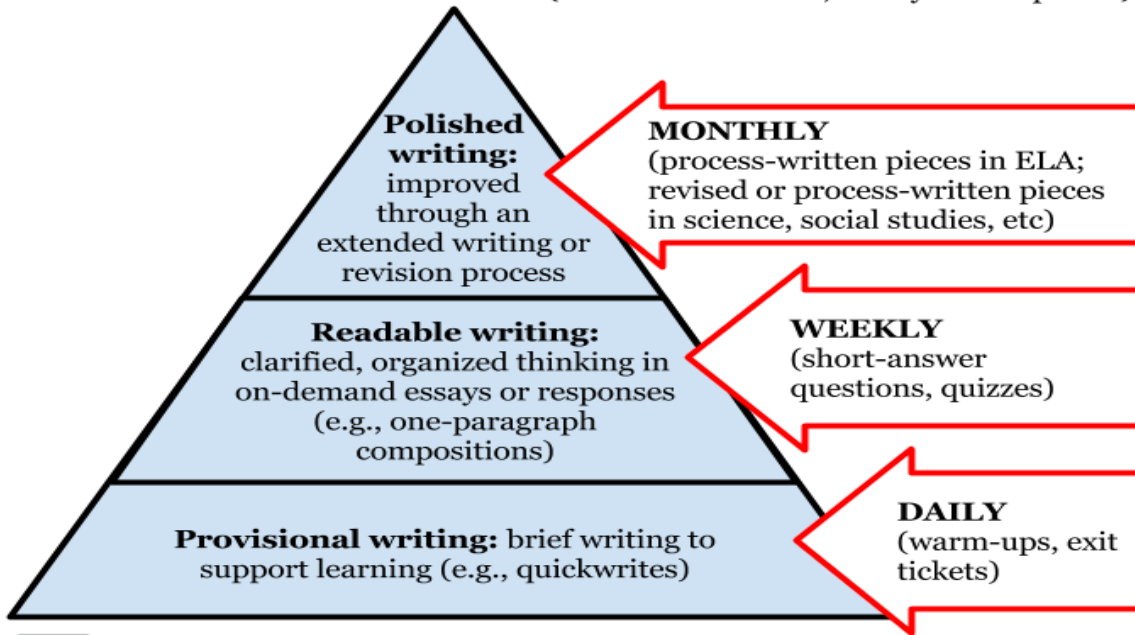 Polished
writing:
improved
through an
extended writing or
revision process
MONTHLY
(process-written pieces in ELA;
revised or process-written pieces
in science, social studies, etc)
Readable writing:
clarified, organized thinking in
on-demand essays or responses
(e.g., one-paragraph
compositions)
WEEKLY
(short-answer
questions, quizzes)
Provisional writing: brief writing to
support learning (e.g., quickwrites)
DAILY
(warm-ups, exit
tickets)